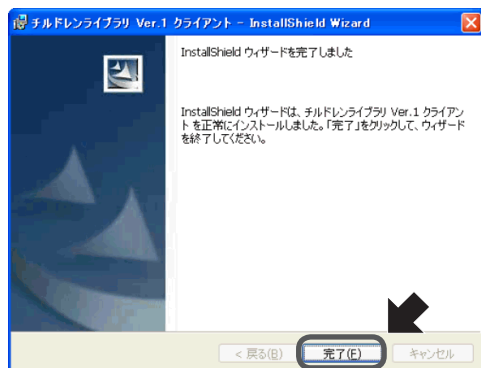 チルドレンライブラリ Ver.1 クライアント - InstallShield Wizard
InstallShield ウィザードを完了しました
InstallShield ウィザードは、チルドレンライブラリ Ver.1 クライアン
トを正常にインストールしました。「完了」をクリックして、ウィザード
を終了してください。
< 戻る(B)
完了(F)
キャンセル